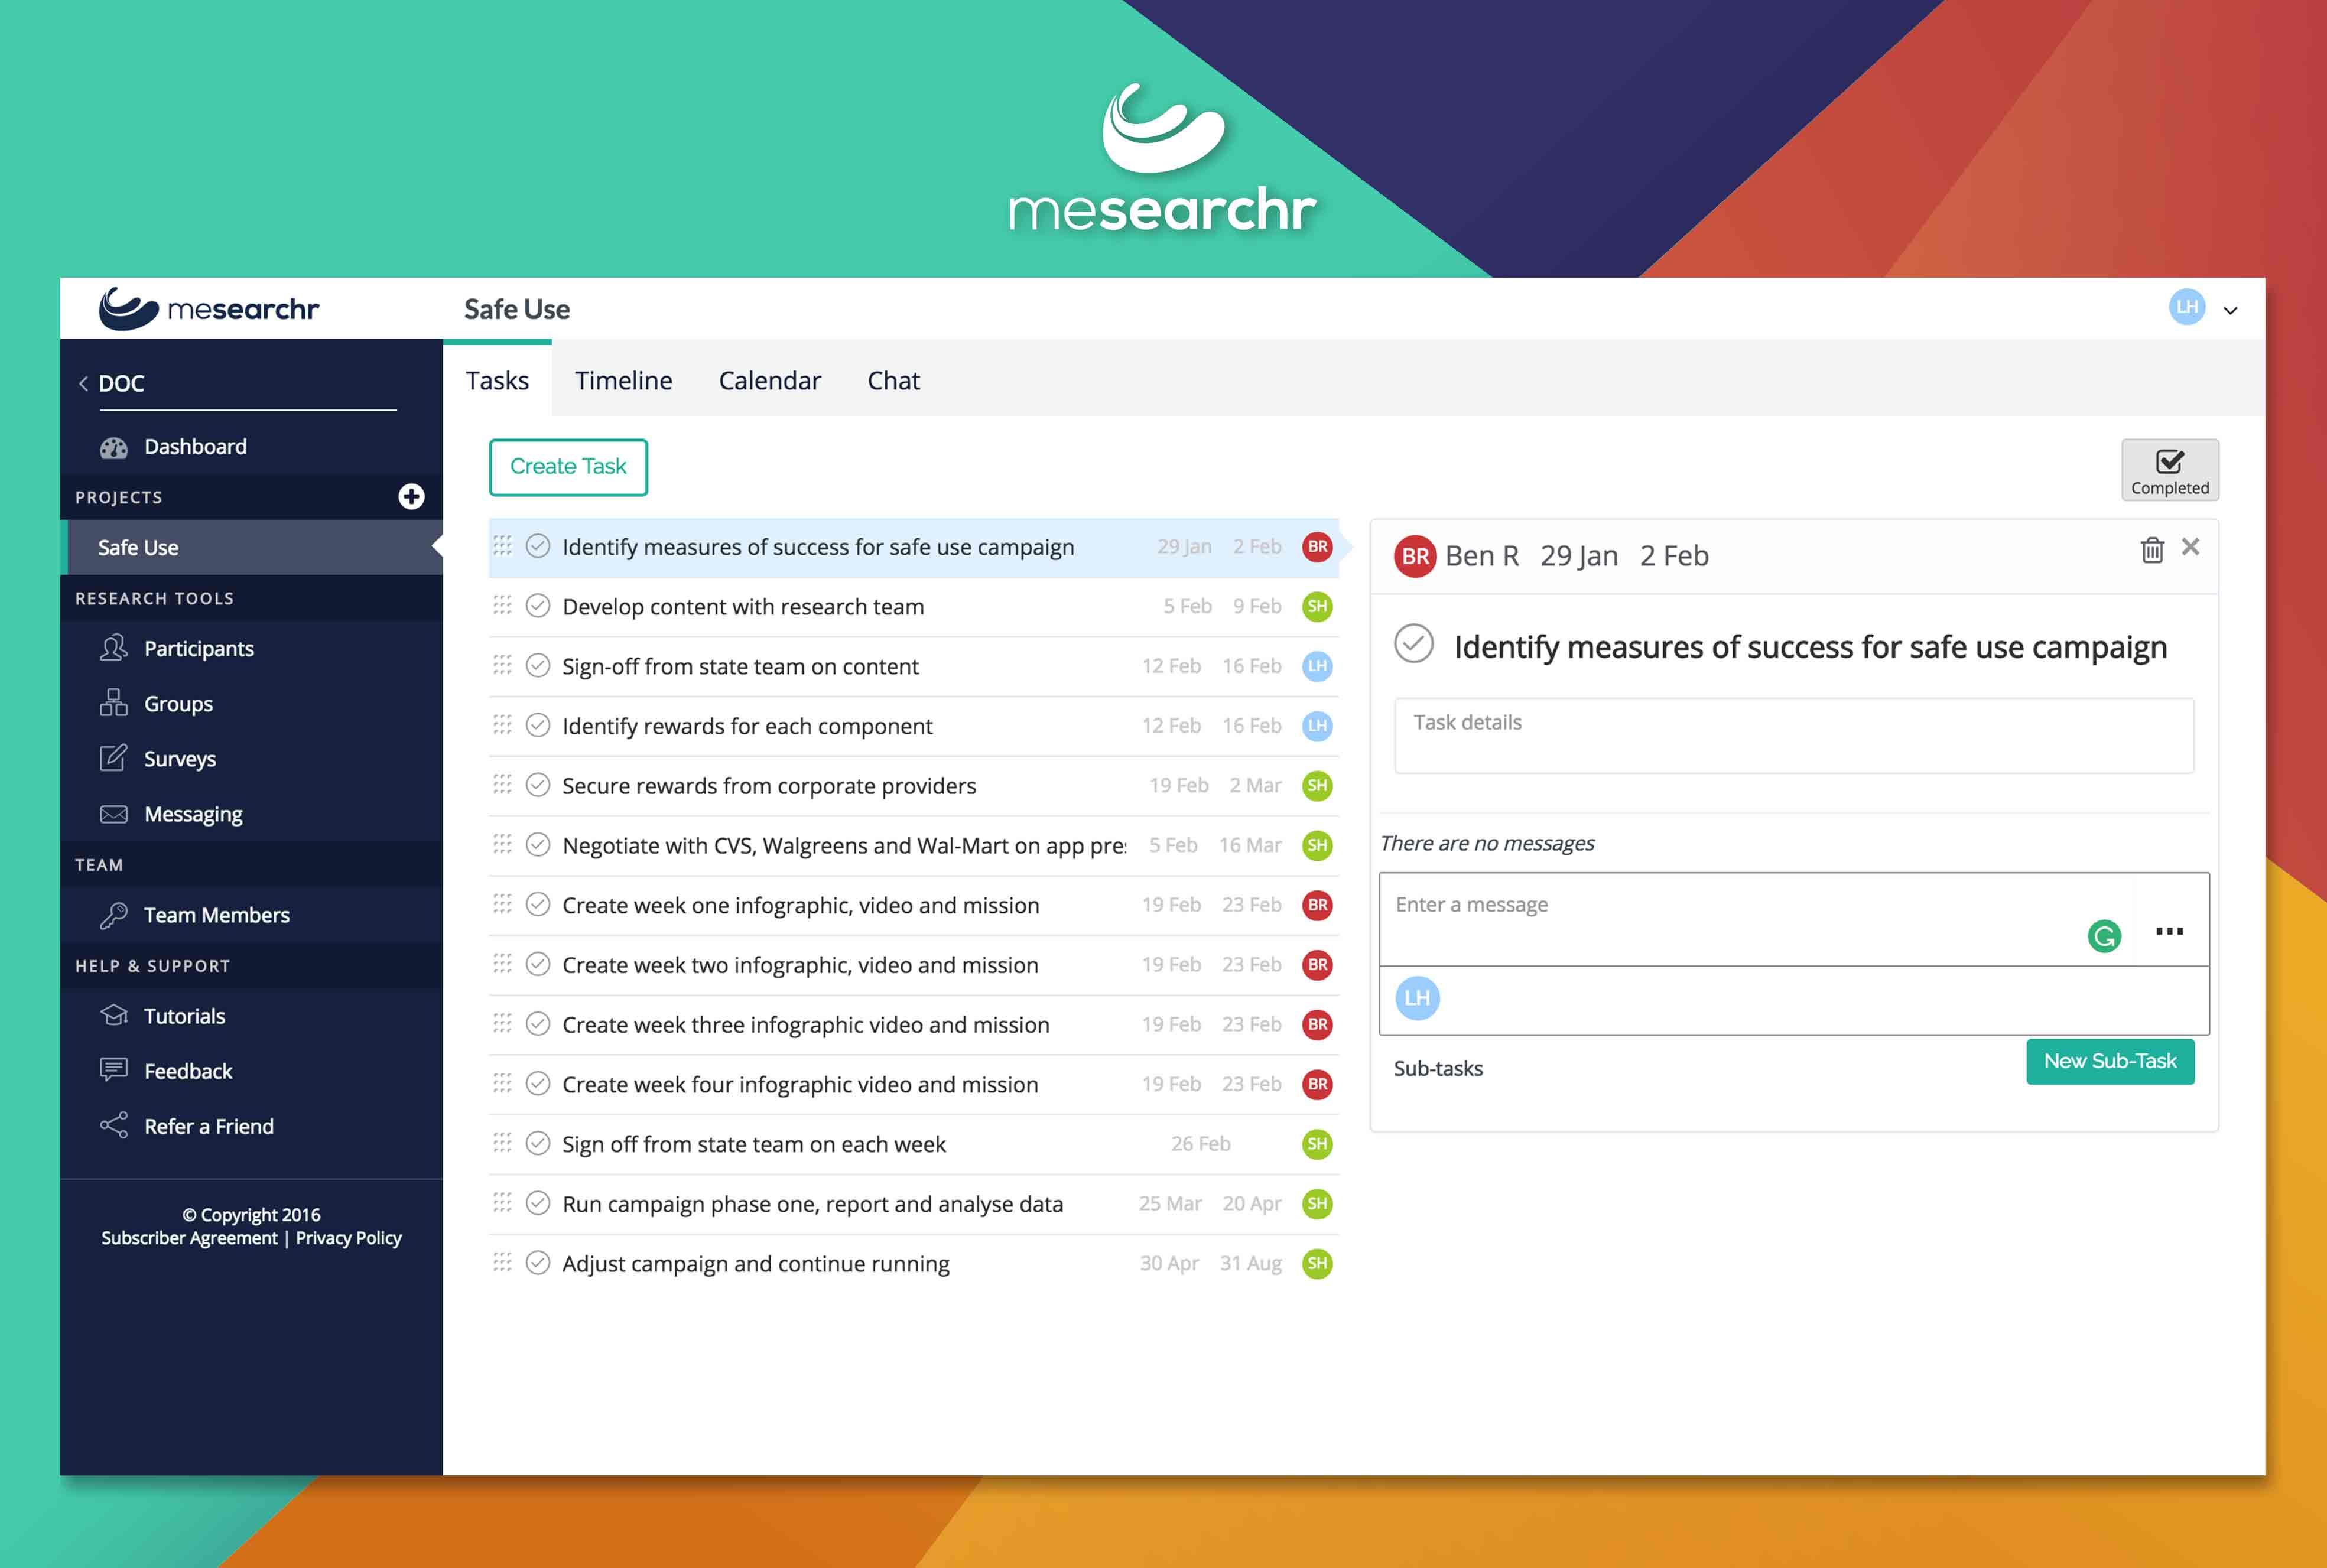 mesearchr
mesearchr
Safe Use
LH
DOC
Dashboard
PROJECTS
Safe Use
RESEARCH TOOLS
Participants
Groups
Surveys
Messaging
TEAM
Team Members
HELP & SUPPORT
Tutorials
Feedback
Refer a Friend
© Copyright 2016
Subscriber Agreement | Privacy Policy
Tasks Timeline Calendar Chat
Create Task
Completed
Identify measures of success for safe use campaign 29 Jan 2 Feb BR
Develop content with research team 5 Feb 9 Feb SH
Sign-off from state team on content 12 Feb 16 Feb LH
Identify rewards for each component 12 Feb 16 Feb LH
Secure rewards from corporate providers 19 Feb 2 Mar SH
Negotiate with CVS, Walgreens and Wal-Mart on app pres 5 Feb 16 Mar SH
Create week one infographic, video and mission 19 Feb 23 Feb BR
Create week two infographic, video and mission 19 Feb 23 Feb BR
Create week three infographic video and mission 19 Feb 23 Feb BR
Create week four infographic video and mission 19 Feb 23 Feb BR
Sign off from state team on each week 26 Feb SH
Run campaign phase one, report and analyse data 25 Mar 20 Apr SH
Adjust campaign and continue running 30 Apr 31 Aug SH
BR Ben R 29 Jan 2 Feb
Identify measures of success for safe use campaign
Task details
There are no messages
Enter a message
LH
Sub-tasks
New Sub-Task